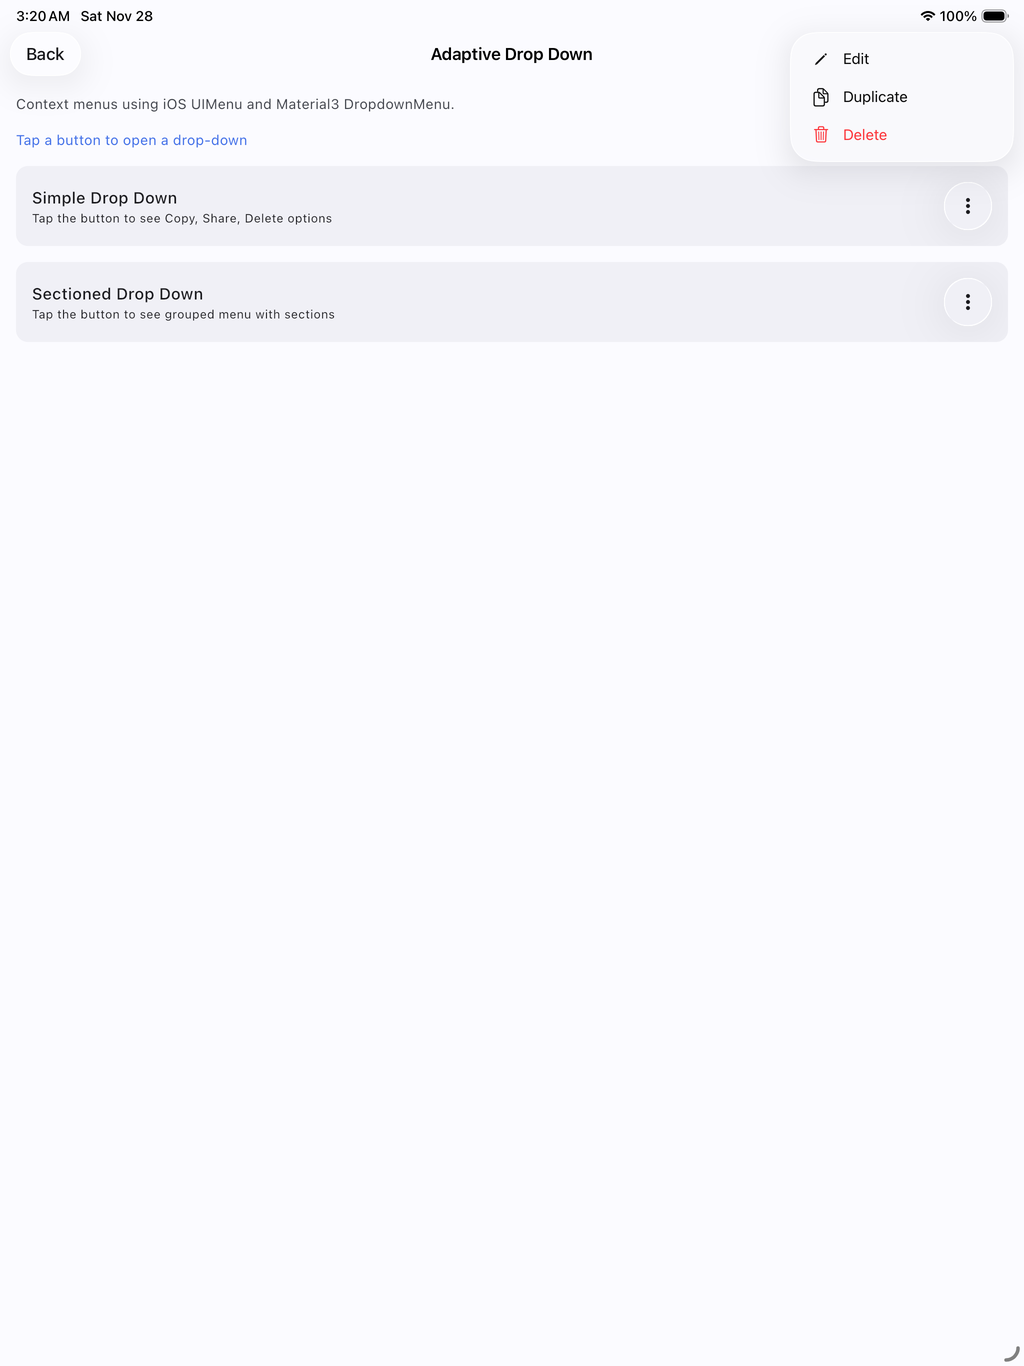 3:20 AM Sat Nov 28
100%
Back
Adaptive Drop Down
Edit
Duplicate
Delete
Context menus using iOS UIMenu and Material3 DropdownMenu.
Tap a button to open a drop-down
Simple Drop Down
Tap the button to see Copy, Share, Delete options
Sectioned Drop Down
Tap the button to see grouped menu with sections